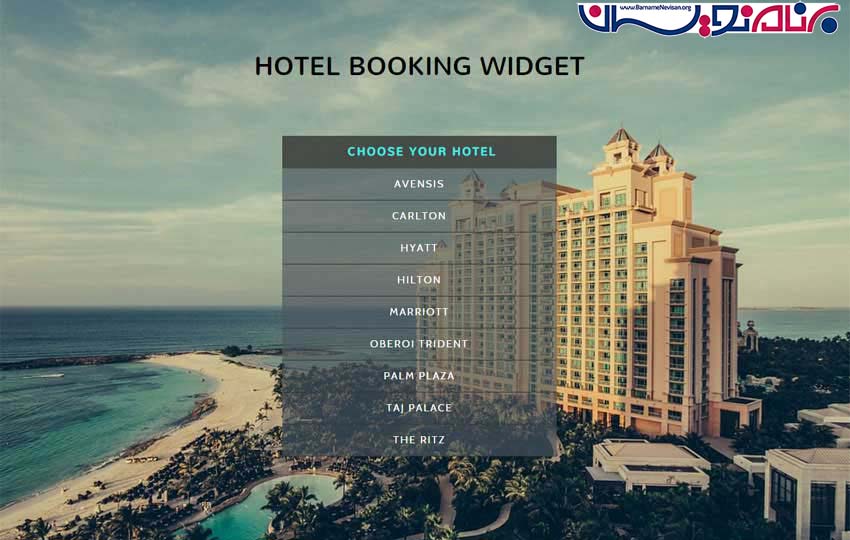 برنامه نویسان
www.BarnameNevisan.org
HOTEL BOOKING WIDGET
CHOOSE YOUR HOTEL
AVENSIS
CARLTON
HYATT
HILTON
MARRIOTT
OBEROI TRIDENT
PALM PLAZA
TAJ PALACE
THE RITZ